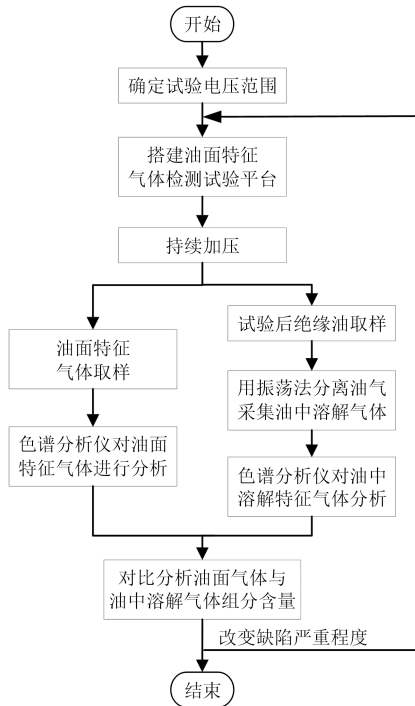 开始
确定试验电压范围
搭建油面特征
气体检测试验平台
持续加压
油面特征
气体取样
色谱分析仪对油面
特征气体进行分析
试验后绝缘油取样
用振荡法分离油气
采集油中溶解气体
色谱分析仪对油中
溶解特征气体分析
对比分析油面气体与
油中溶解气体组分含量
改变缺陷严重程度
结束